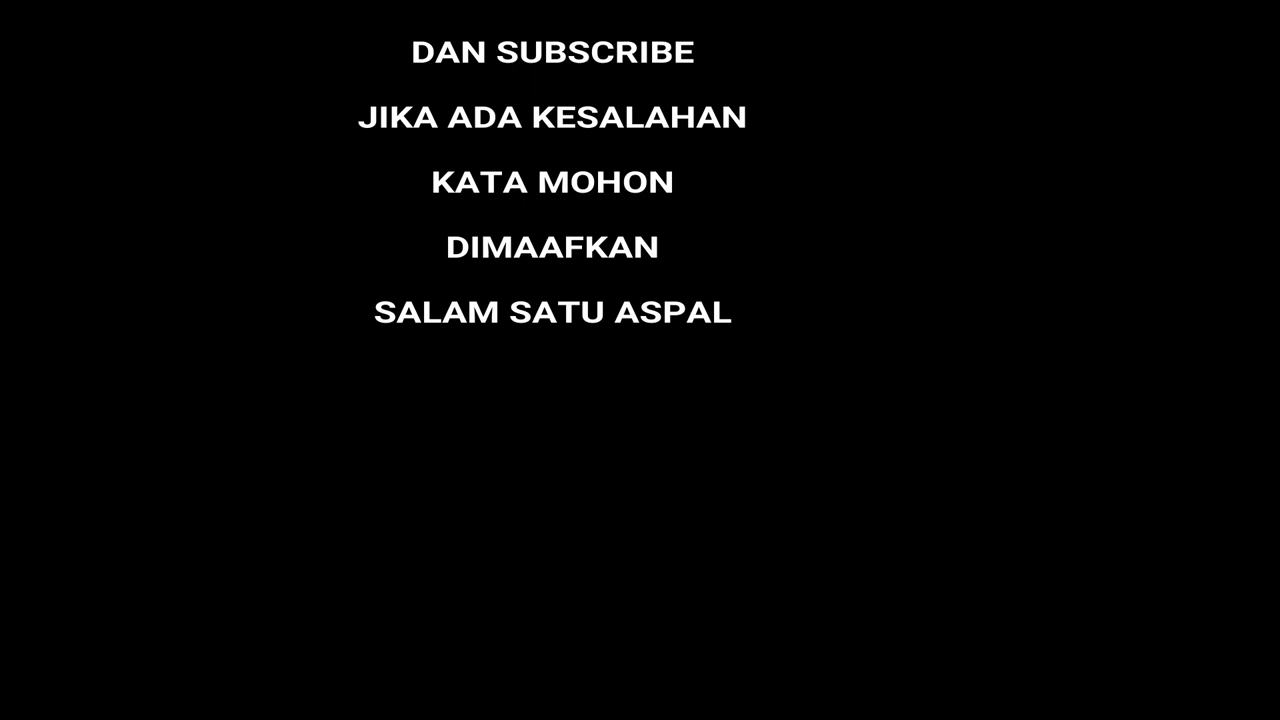 DAN SUBSCRIBE
JIKA ADA KESALAHAN
KATA MOHON
DIMAAFKAN
SALAM SATU ASPAL